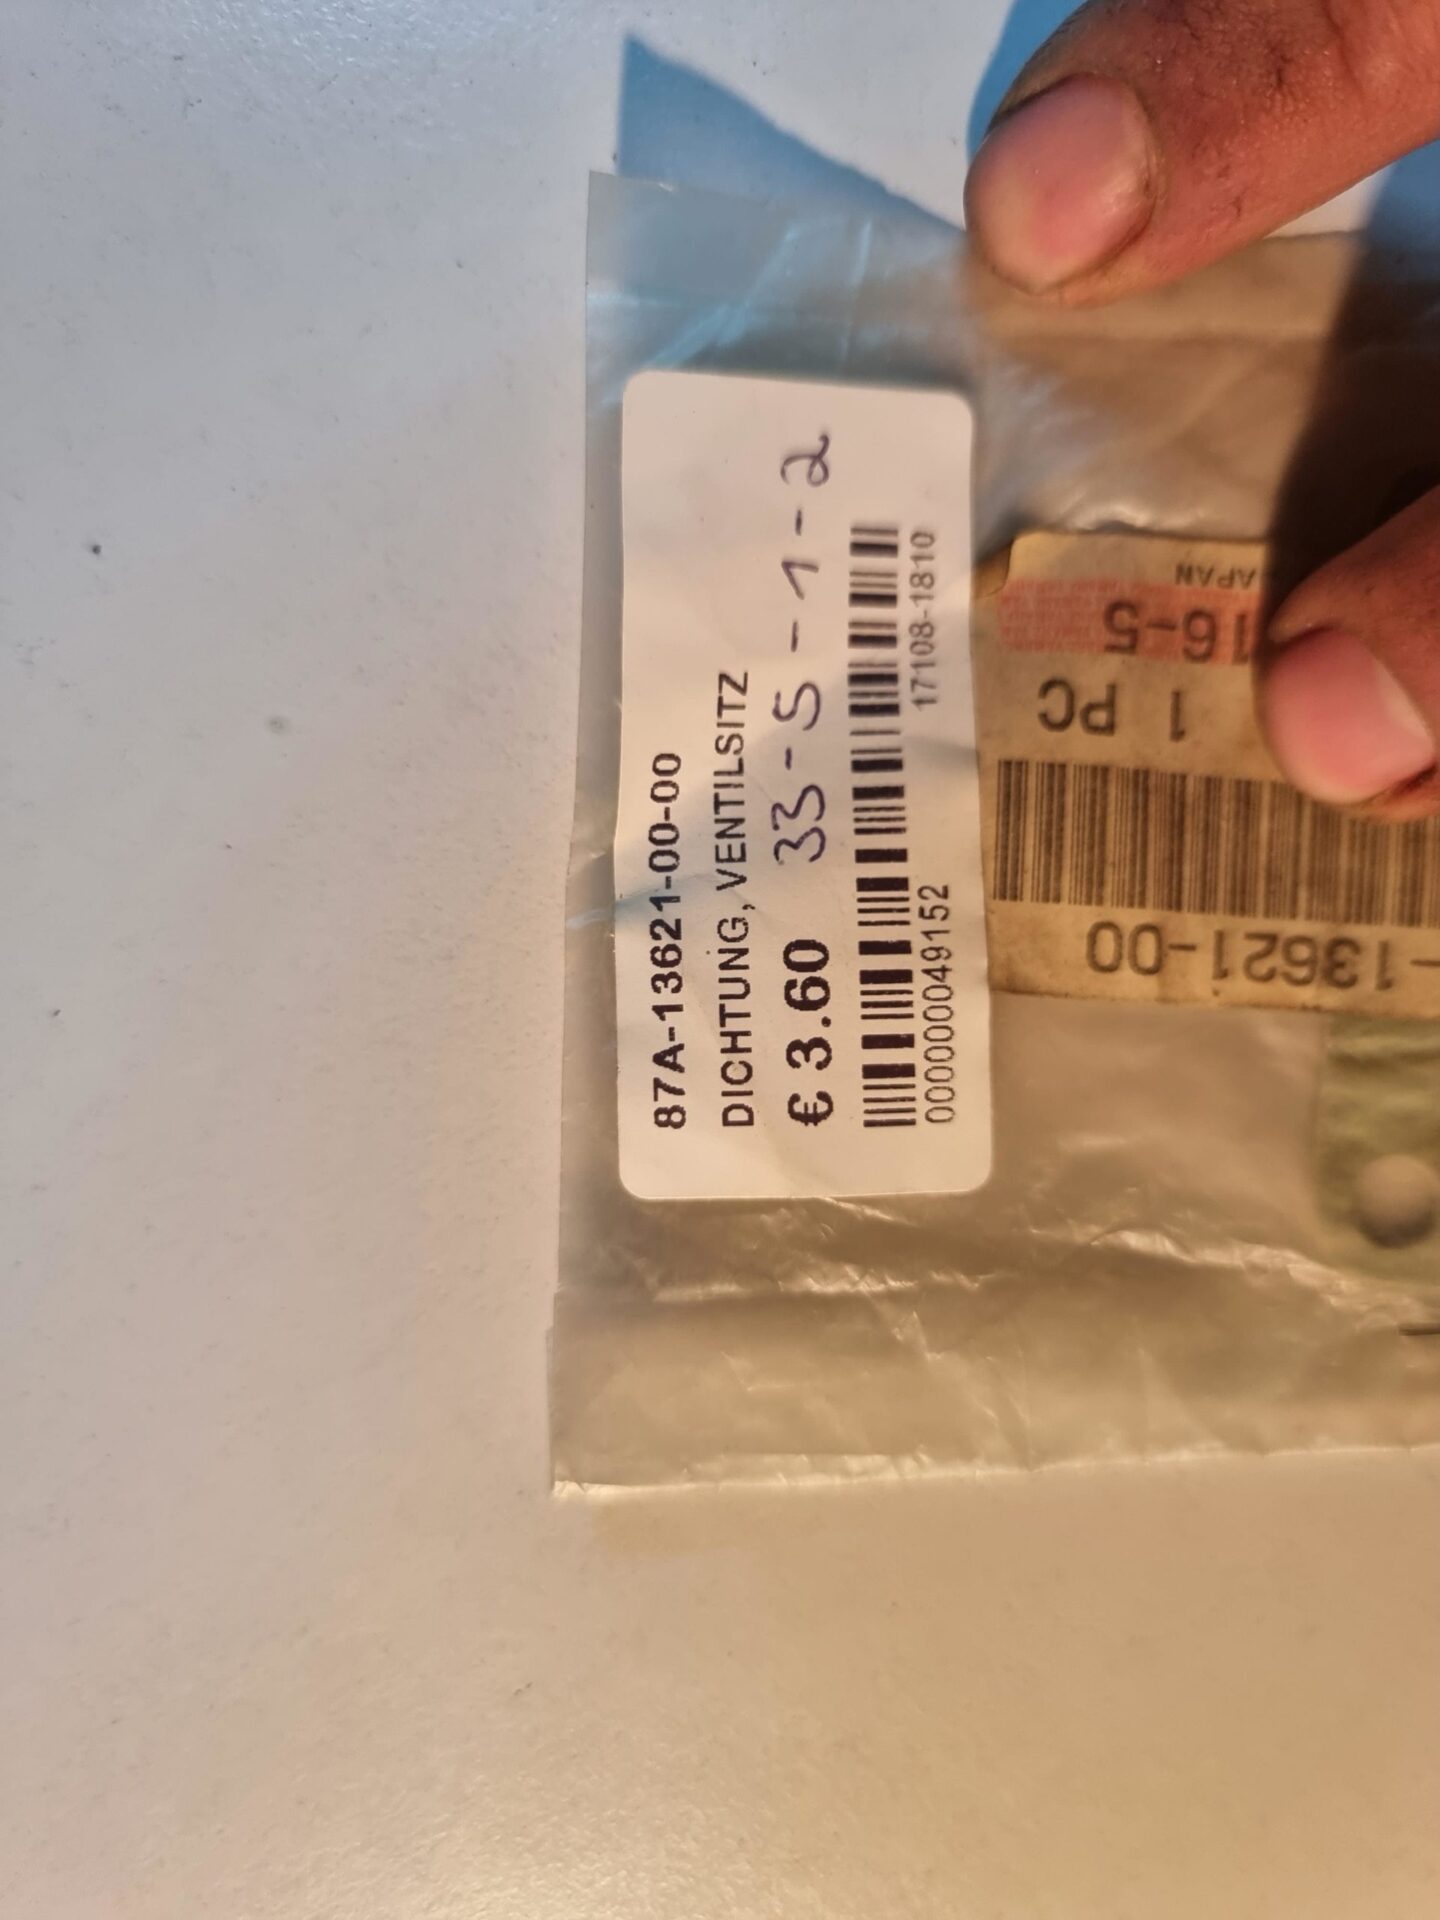 87A-13621-00-00
DICHTUNG, VENTILSITZ
€ 3.60 33-5-1-2
000000049152 17108-1810
-13621-00
1 PC
16-5
APAN